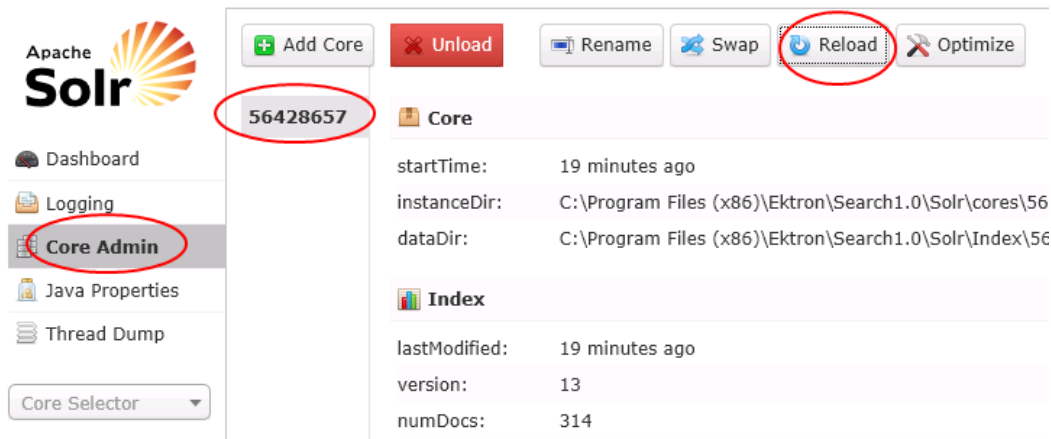 Apache
Solr
Dashboard
Logging
Core Admin
Java Properties
Thread Dump
Core Selector
Add Core
Unload
Rename
Swap
Reload
Optimize
56428657
Core
startTime: 19 minutes ago
instanceDir: C:\Program Files (x86)\Ektron\Search1.0\Solr\cores\56
dataDir: C:\Program Files (x86)\Ektron\Search1.0\Solr\Index\56
Index
lastModified: 19 minutes ago
version: 13
numDocs: 314